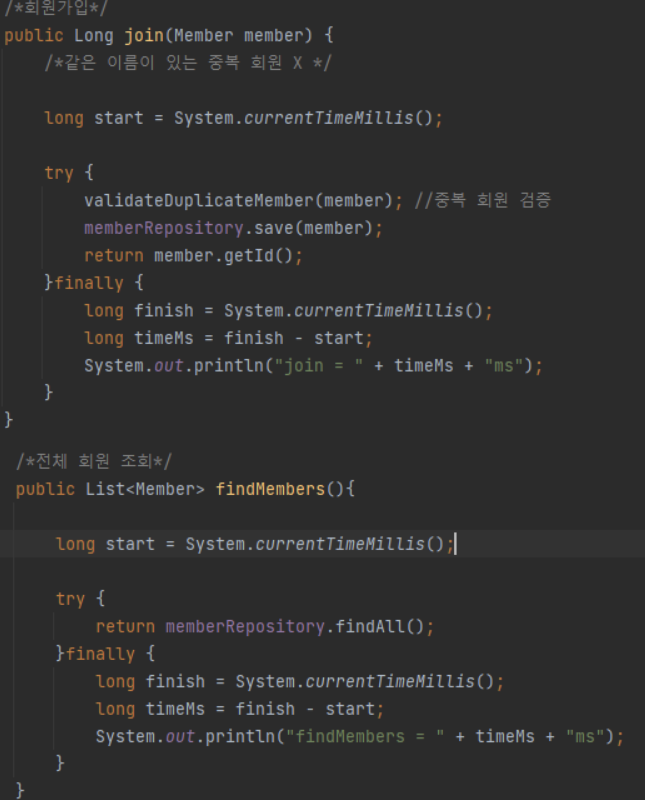 /*회원가입*/
public Long join(Member member) {
/*같은 이름이 있는 중복 회원 X */
long start = System.currentTimeMillis();
try {
validateDuplicateMember(member); //중복 회원 검증
memberRepository.save(member);
return member.getId();
}finally {
long finish = System.currentTimeMillis();
long timeMs = finish - start;
System.out.println("join = " + timeMs + "ms");
}
}
/*전체 회원 조회*/
public List<Member> findMembers(){
long start = System.currentTimeMillis();
try {
return memberRepository.findAll();
}finally {
long finish = System.currentTimeMillis();
long timeMs = finish - start;
System.out.println("findMembers = " + timeMs + "ms");
}
}